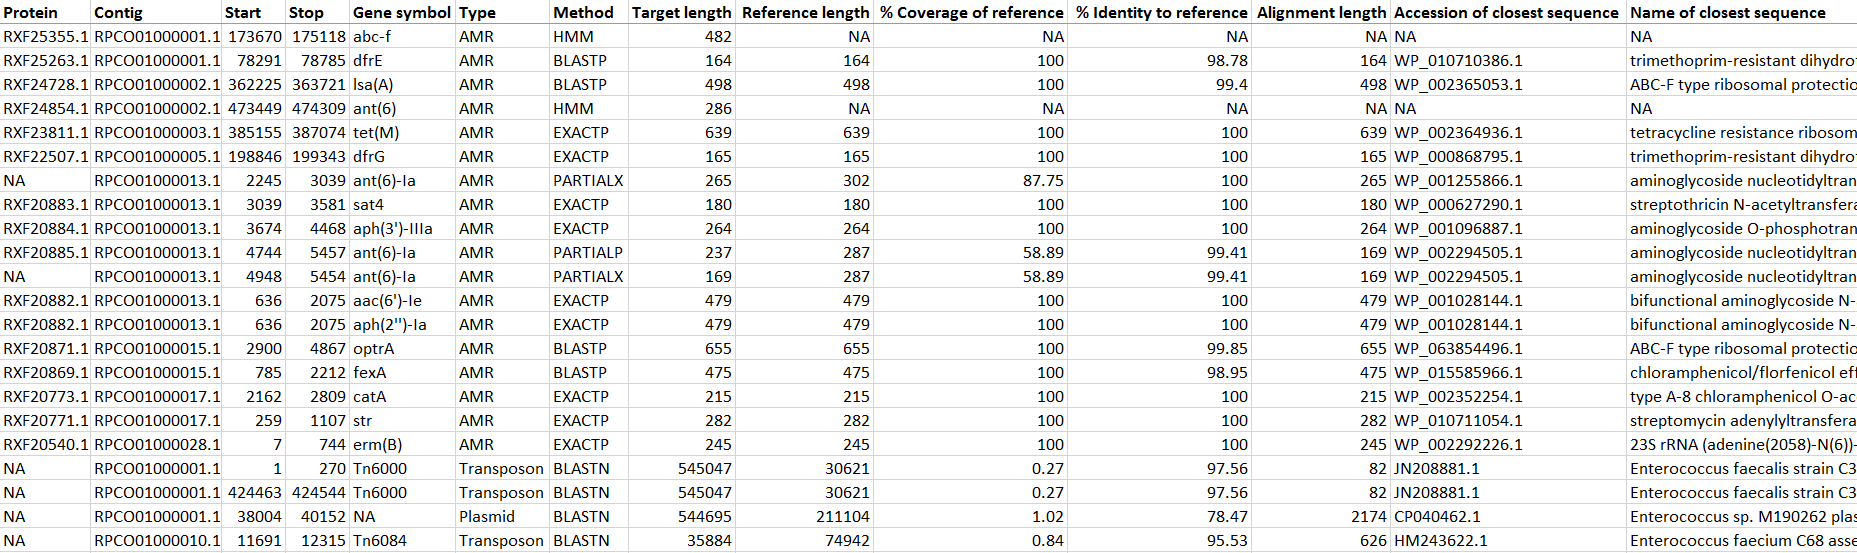 Protein Contig Start Stop Gene symbol Type Method Target length Reference length % Coverage of reference % Identity to reference Alignment length Accession of closest sequence Name of closest sequence
RXF25355.1 RPCO01000001.1 173670 175118 abc-f AMR HMM 482 NA NA NA NA NA NA
RXF25263.1 RPCO01000001.1 78291 78785 dfrE AMR BLASTP 164 164 100 98.78 164 WP_010710386.1 trimethoprim-resistant dihydro
RXF24728.1 RPCO01000002.1 362225 363721 lsa(A) AMR BLASTP 498 498 100 99.4 498 WP_002365053.1 ABC-F type ribosomal protectio
RXF24854.1 RPCO01000002.1 473449 474309 ant(6) AMR HMM 286 NA NA NA NA NA NA
RXF23811.1 RPCO01000003.1 385155 387074 tet(M) AMR EXACTP 639 639 100 100 639 WP_002364936.1 tetracycline resistance ribosom
RXF22507.1 RPCO01000005.1 198846 199343 dfrG AMR EXACTP 165 165 100 100 165 WP_000868795.1 trimethoprim-resistant dihydro
NA RPCO01000013.1 2245 3039 ant(6)-Ia AMR PARTIALX 265 302 87.75 100 265 WP_001255866.1 aminoglycoside nucleotidyltran
RXF20883.1 RPCO01000013.1 3039 3581 sat4 AMR EXACTP 180 180 100 100 180 WP_000627290.1 streptothricin N-acetyltransfera
RXF20884.1 RPCO01000013.1 3674 4468 aph(3')-IIIa AMR EXACTP 264 264 100 100 264 WP_001096887.1 aminoglycoside O-phosphotran
RXF20885.1 RPCO01000013.1 4744 5457 ant(6)-Ia AMR PARTIALP 237 287 58.89 99.41 169 WP_002294505.1 aminoglycoside nucleotidyltran
NA RPCO01000013.1 4948 5454 ant(6)-Ia AMR PARTIALX 169 287 58.89 99.41 169 WP_002294505.1 aminoglycoside nucleotidyltran
RXF20882.1 RPCO01000013.1 636 2075 aac(6')-Ie AMR EXACTP 479 479 100 100 479 WP_001028144.1 bifunctional aminoglycoside N-
RXF20882.1 RPCO01000013.1 636 2075 aph(2'')-Ia AMR EXACTP 479 479 100 100 479 WP_001028144.1 bifunctional aminoglycoside N-
RXF20871.1 RPCO01000015.1 2900 4867 optrA AMR BLASTP 655 655 100 99.85 655 WP_063854496.1 ABC-F type ribosomal protectio
RXF20869.1 RPCO01000015.1 785 2212 fexA AMR BLASTP 475 475 100 98.95 475 WP_015585966.1 chloramphenicol/florfenicol eff
RXF20773.1 RPCO01000017.1 2162 2809 catA AMR EXACTP 215 215 100 100 215 WP_002352254.1 type A-8 chloramphenicol O-ac
RXF20771.1 RPCO01000017.1 259 1107 str AMR EXACTP 282 282 100 100 282 WP_010711054.1 streptomycin adenylyltransfera
RXF20540.1 RPCO01000028.1 7 744 erm(B) AMR EXACTP 245 245 100 100 245 WP_002292226.1 23S rRNA (adenine(2058)-N(6))-
NA RPCO01000001.1 1 270 Tn6000 Transposon BLASTN 545047 30621 0.27 97.56 82 JN208881.1 Enterococcus faecalis strain C3
NA RPCO01000001.1 424463 424544 Tn6000 Transposon BLASTN 545047 30621 0.27 97.56 82 JN208881.1 Enterococcus faecalis strain C3
NA RPCO01000001.1 38004 40152 NA Plasmid BLASTN 544695 211104 1.02 78.47 2174 CP040462.1 Enterococcus sp. M190262 plas
NA RPCO01000010.1 11691 12315 Tn6084 Transposon BLASTN 35884 74942 0.84 95.53 626 HM243622.1 Enterococcus faecium C68 asse